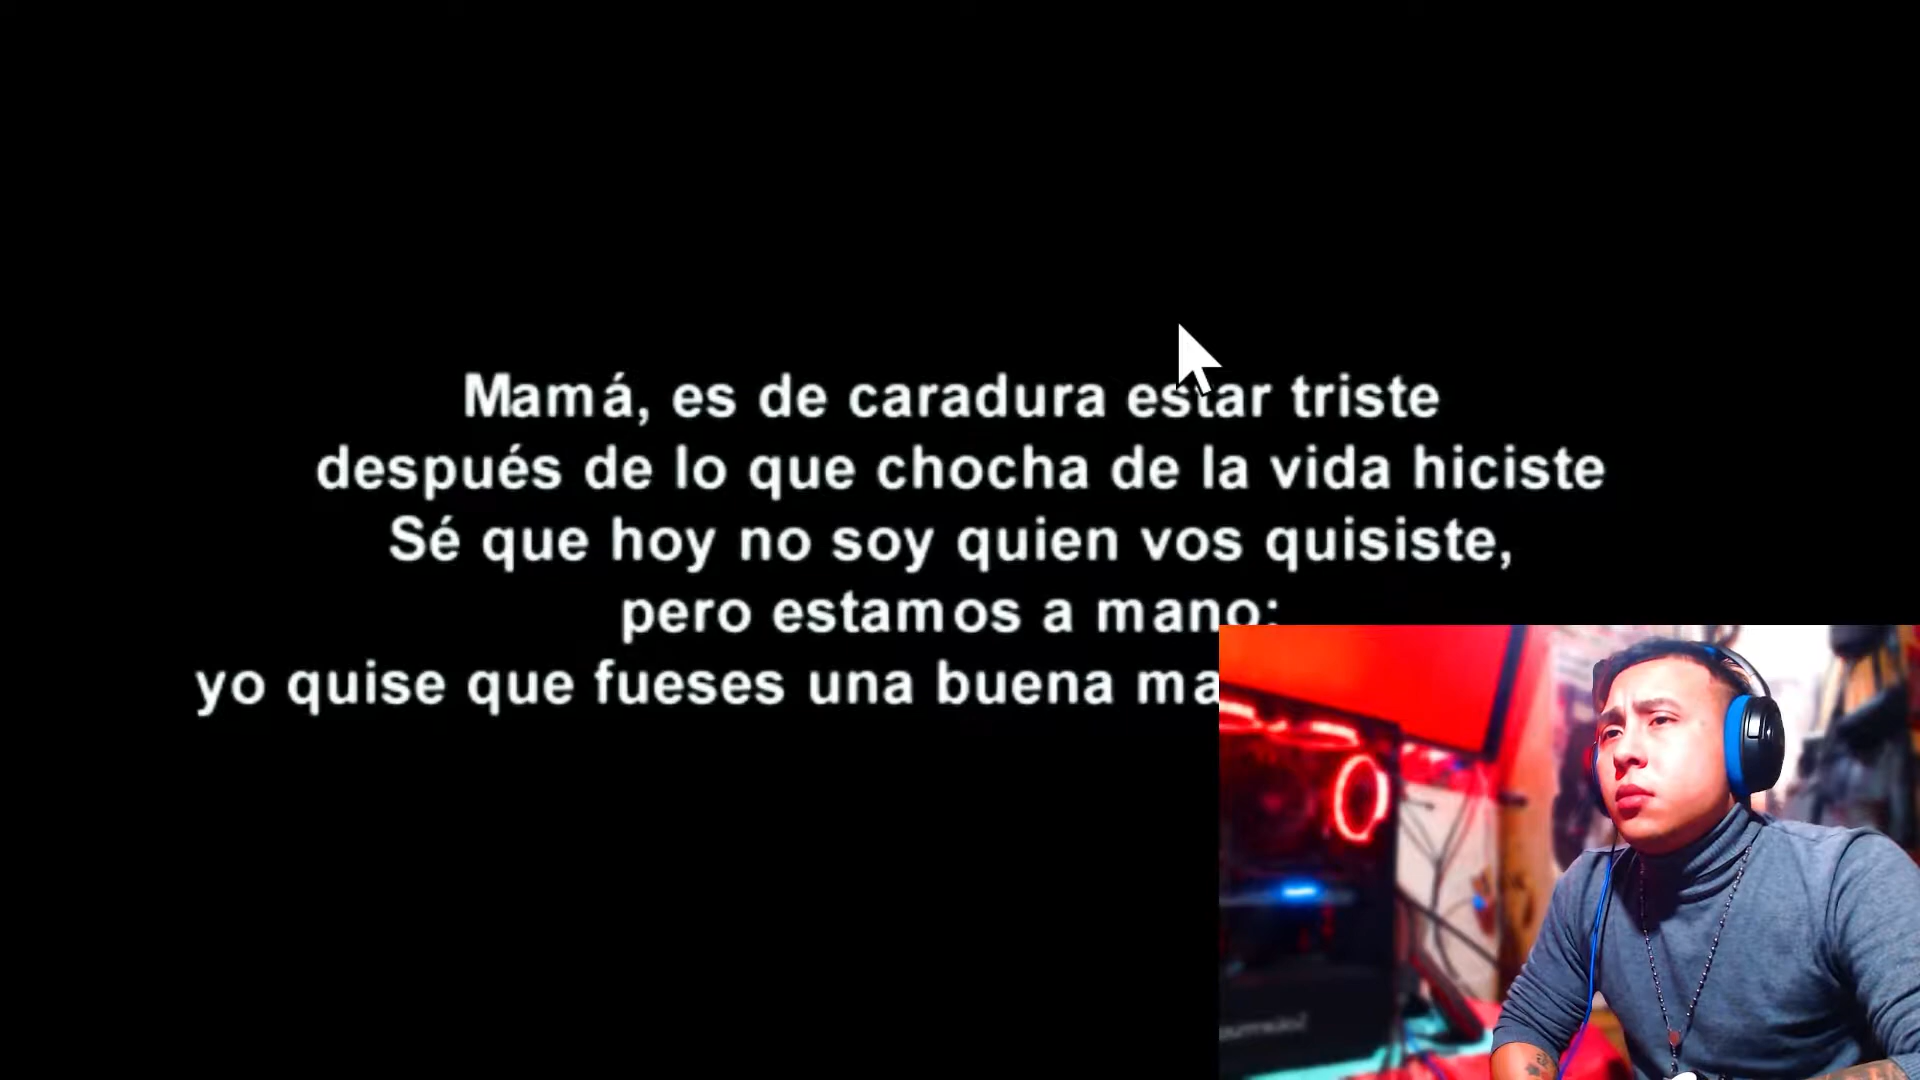 Mamá, es de caradura estar triste
después de lo que chocha de la vida hiciste
Sé que hoy no soy quien vos quisiste,
pero estamos a mano:
yo quise que fueses una buena